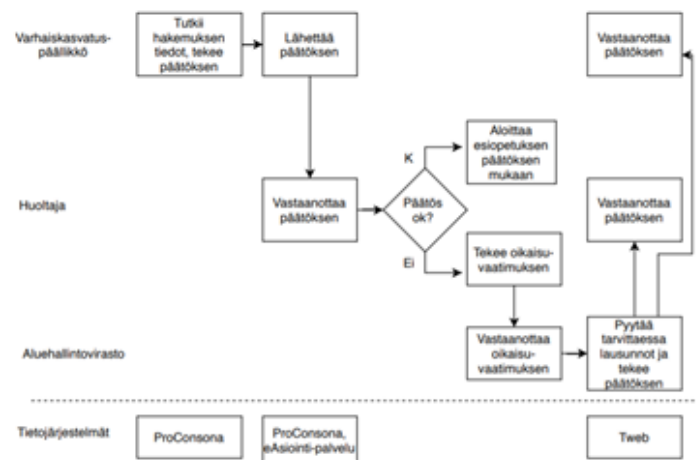 Varhaiskasvatus-
päällikkö
Tutkii
hakemuksen
tiedot, tekee
päätöksen
Lähettää
päätöksen
Vastaanottaa
päätöksen
K
Aloittaa
esiopetuksen
päätöksen
mukaan
Huoltaja
Vastaanottaa
päätöksen
Päätös
ok?
Vastaanottaa
päätöksen
Ei
Tekee oikaisu-
vaatimuksen
Aluehallintovirasto
Vastaanottaa
oikaisu-
vaatimuksen
Pyytää
tarvittaessa
lausunnot ja
tekee
päätöksen
Tietojärjestelmät
ProConsona
ProConsona,
eAsiointi-palvelu
Tweb